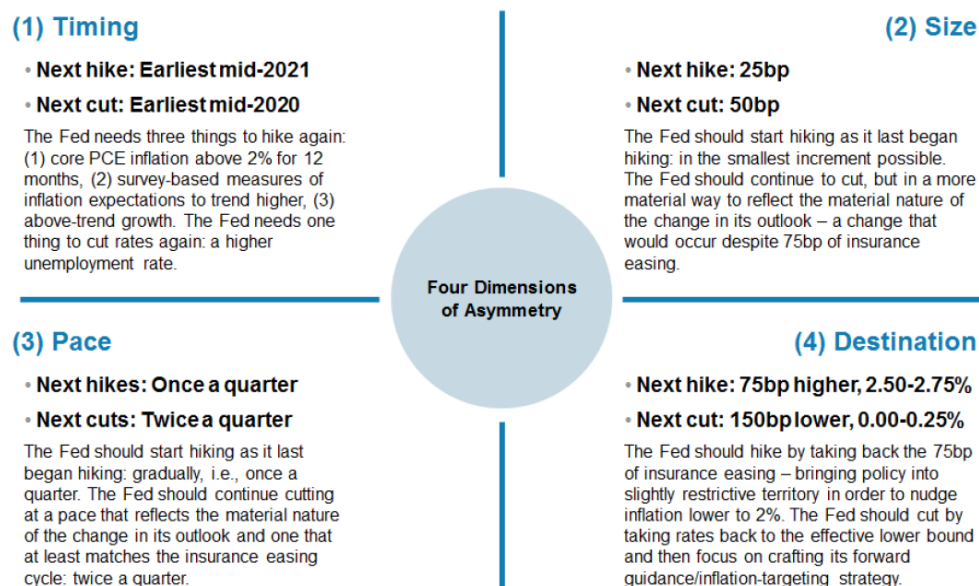 (1) Timing
• Next hike: Earliest mid-2021
• Next cut: Earliest mid-2020
The Fed needs three things to hike again:
(1) core PCE inflation above 2% for 12
months, (2) survey-based measures of
inflation expectations to trend higher, (3)
above-trend growth. The Fed needs one
thing to cut rates again: a higher
unemployment rate.
(2) Size
• Next hike: 25bp
• Next cut: 50bp
The Fed should start hiking as it last began
hiking: in the smallest increment possible.
The Fed should continue to cut, but in a more
material way to reflect the material nature of
the change in its outlook – a change that
would occur despite 75bp of insurance
easing.
Four Dimensions
of Asymmetry
(3) Pace
• Next hikes: Once a quarter
• Next cuts: Twice a quarter
The Fed should start hiking as it last
began hiking: gradually, i.e., once a
quarter. The Fed should continue cutting
at a pace that reflects the material nature
of the change in its outlook and one that
at least matches the insurance easing
cycle: twice a quarter.
(4) Destination
• Next hike: 75bp higher, 2.50-2.75%
• Next cut: 150bp lower, 0.00-0.25%
The Fed should hike by taking back the 75bp
of insurance easing – bringing policy into
slightly restrictive territory in order to nudge
inflation lower to 2%. The Fed should cut by
taking rates back to the effective lower bound
and then focus on crafting its forward
guidance/inflation-targeting strategy.